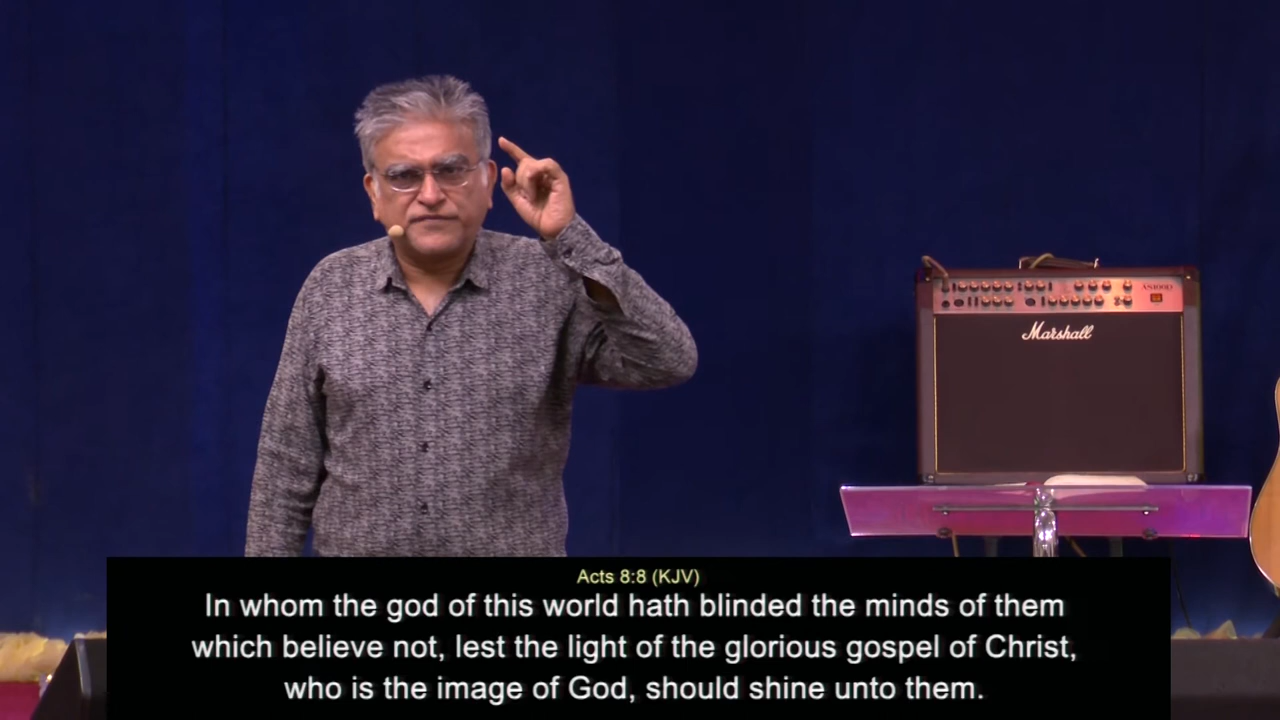 AS100D
Marshall
Acts 8:8 (KJV)
In whom the god of this world hath blinded the minds of them
which believe not, lest the light of the glorious gospel of Christ,
who is the image of God, should shine unto them.